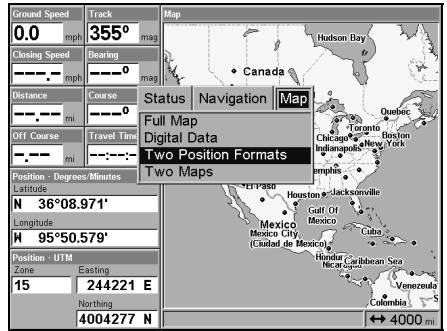 Ground Speed
Track
Map
0.0 mph
355° mag
Closing Speed
Bearing
---.- mph
---° mag
Distance
Course
--.-- mi
---°
Off Course
Travel Time
-.--- mi
--:--:-
Position - Degrees/Minutes
Latitude
N 36°08.971'
Longitude
W 95°50.579'
Position - UTM
Zone
Easting
15
244221 E
Northing
4004277 N
Status
Navigation
Map
Full Map
Digital Data
Two Position Formats
Two Maps
Hudson Bay
Canada
Quebec
Toronto
Chicago
Boston
Indianapolis
New York
emphis
El Paso
Houston
Jacksonville
Gulf Of
Mexico
Mexico
Mexico City
(Ciudad de Mexico)
Cuba
Hondur
Caribbean Sea
Nicaragua
Venezuela
Colombia
↔ 4000 mi